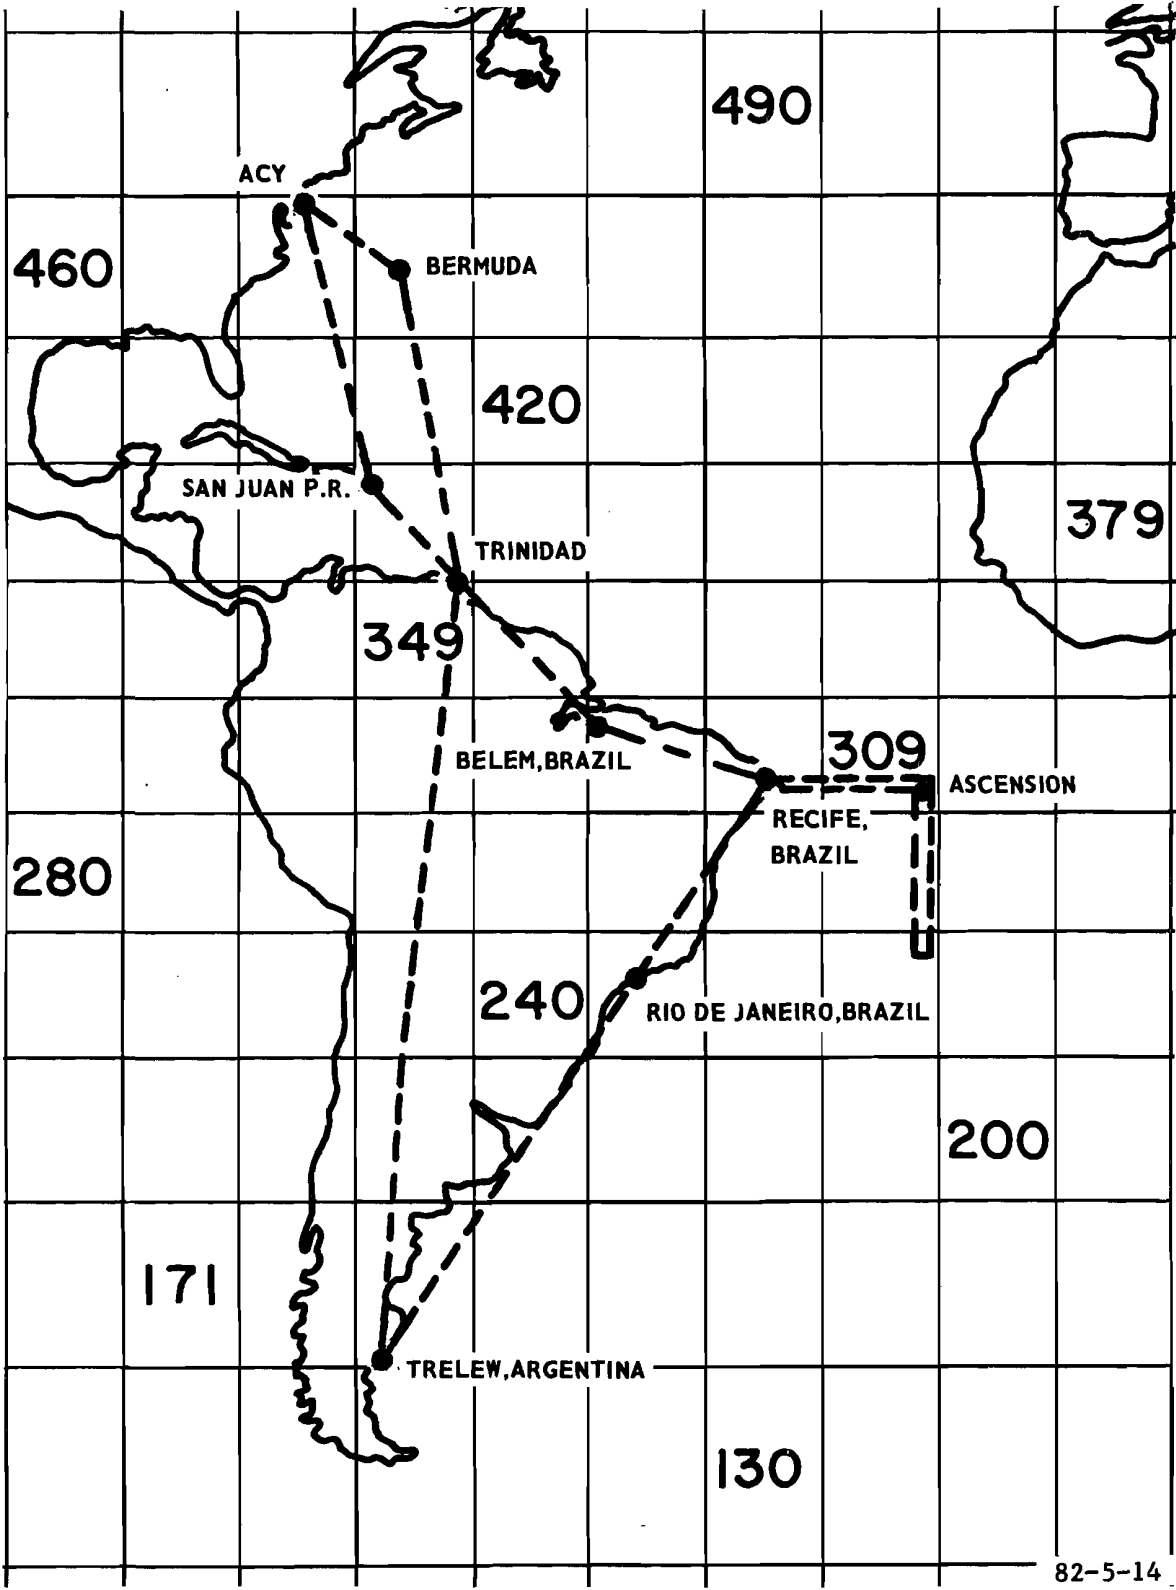 490
ACY
460
BERMUDA
420
SAN JUAN P.R.
379
TRINIDAD
349
BELEM,BRAZIL
309
ASCENSION
RECIFE,
BRAZIL
280
240
RIO DE JANEIRO,BRAZIL
200
171
TRELEW,ARGENTINA
130
82-5-14